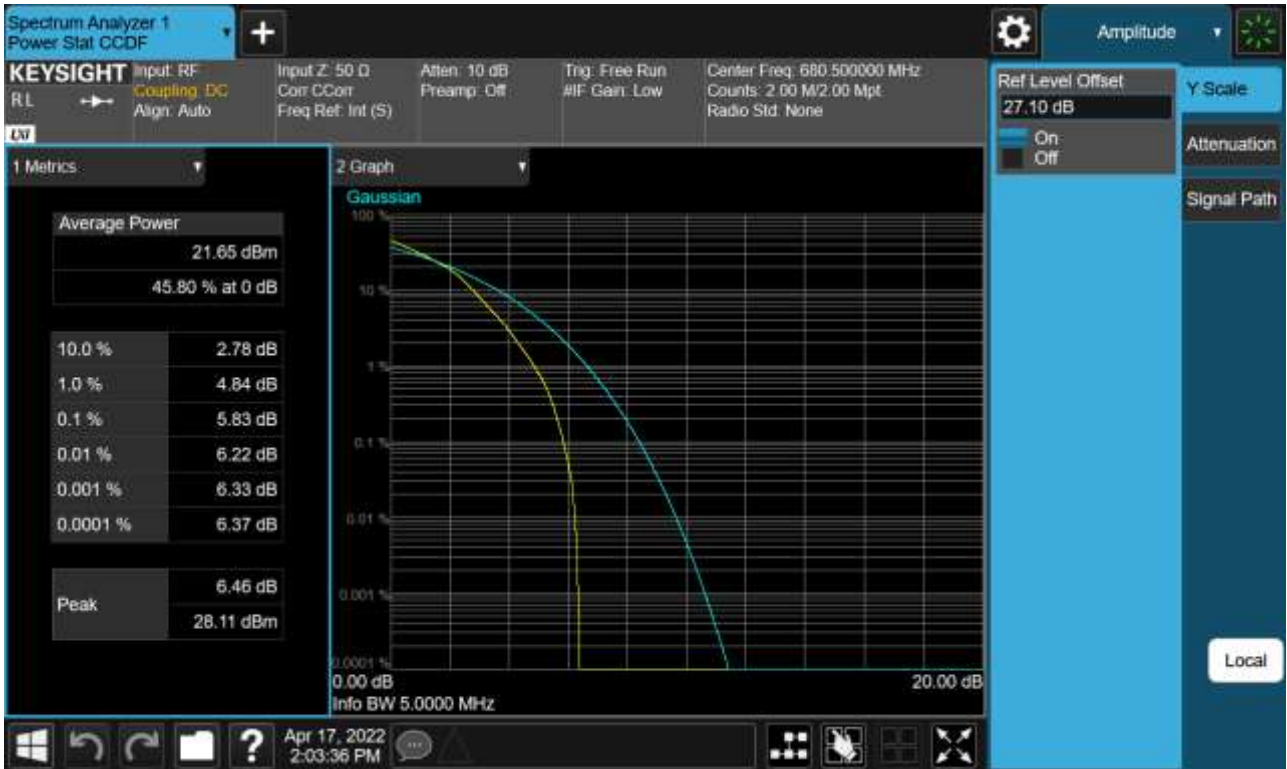 Spectrum Analyzer 1
Power Stat CCDF
+
Amplitude
KEYSIGHT
RL
LXI
Input: RF
Coupling: DC
Align: Auto
Input Z: 50 Ω
Corr CCorr
Freq Ref: Int (S)
Atten: 10 dB
Preamp: Off
Trig: Free Run
#IF Gain: Low
Center Freq: 680.500000 MHz
Counts: 2.00 M/2.00 Mpt
Radio Std: None
Ref Level Offset
27.10 dB
On
Off
Y Scale
Attenuation
Signal Path
1 Metrics
Average Power
21.65 dBm
45.80 % at 0 dB
10.0 % 2.78 dB
1.0 % 4.84 dB
0.1 % 5.83 dB
0.01 % 6.22 dB
0.001 % 6.33 dB
0.0001 % 6.37 dB
Peak
6.46 dB
28.11 dBm
2 Graph
Gaussian
100 %
10 %
1 %
0.1 %
0.01 %
0.001 %
0.0001 %
0.00 dB 20.00 dB
Info BW 5.0000 MHz
Local
?
Apr 17, 2022
2:03:36 PM